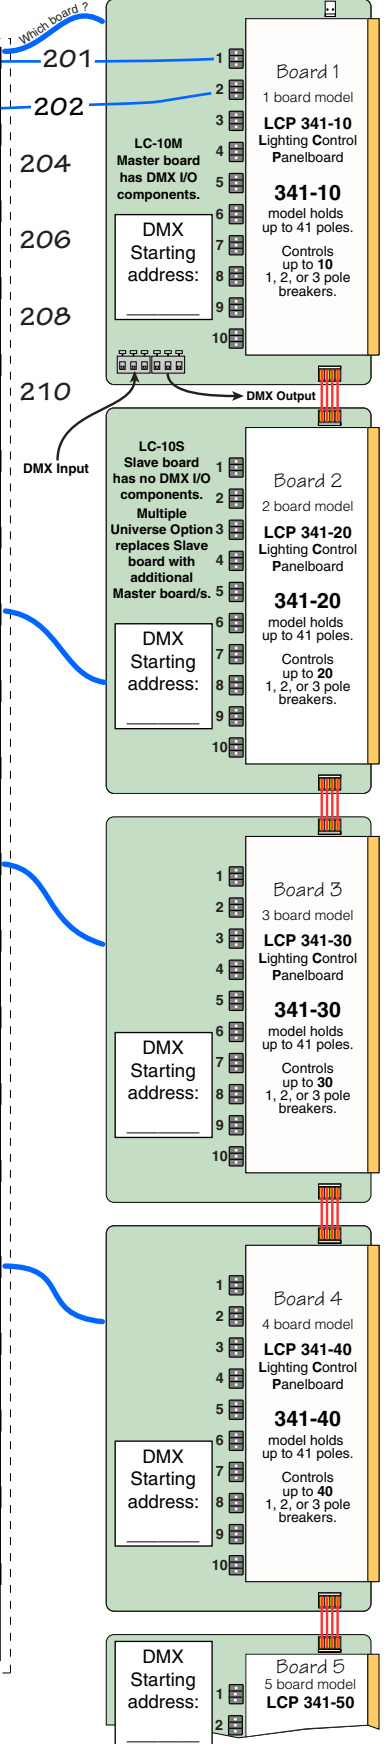 Which board ?
201
202
204
206
208
210
LC-10M
Master board
has DMX I/O
components.
DMX
Starting
address:
1
2
3
4
5
6
7
8
9
10
Board 1
1 board model
LCP 341-10
Lighting Control
Panelboard
341-10
model holds
up to 41 poles.
Controls
up to 10
1, 2, or 3 pole
breakers.
DMX Output
DMX Input
LC-10S
Slave board
has no DMX I/O
components.
Multiple
Universe Option
replaces Slave
board with
additional
Master board/s.
DMX
Starting
address:
1
2
3
4
5
6
7
8
9
10
Board 2
2 board model
LCP 341-20
Lighting Control
Panelboard
341-20
model holds
up to 41 poles.
Controls
up to 20
1, 2, or 3 pole
breakers.
DMX
Starting
address:
1
2
3
4
5
6
7
8
9
10
Board 3
3 board model
LCP 341-30
Lighting Control
Panelboard
341-30
model holds
up to 41 poles.
Controls
up to 30
1, 2, or 3 pole
breakers.
DMX
Starting
address:
1
2
3
4
5
6
7
8
9
10
Board 4
4 board model
LCP 341-40
Lighting Control
Panelboard
341-40
model holds
up to 41 poles.
Controls
up to 40
1, 2, or 3 pole
breakers.
DMX
Starting
address:
1
2
Board 5
5 board model
LCP 341-50